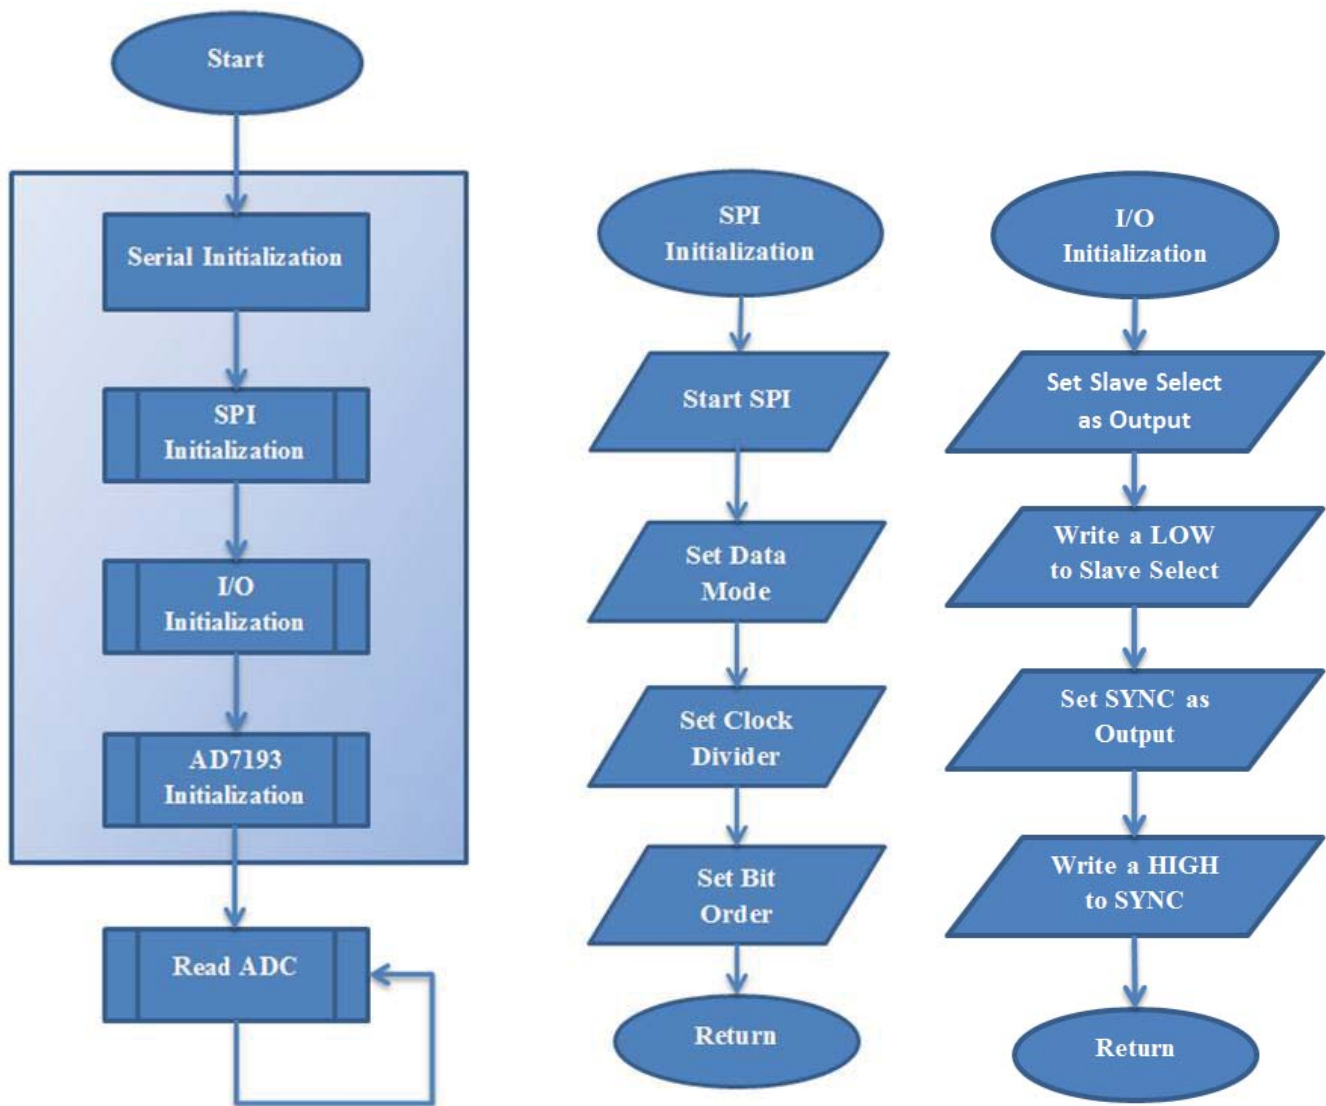 Start
Serial Initialization
SPI
Initialization
I/O
Initialization
AD7193
Initialization
Read ADC
SPI
Initialization
Start SPI
Set Data
Mode
Set Clock
Divider
Set Bit
Order
Return
I/O
Initialization
Set Slave Select
as Output
Write a LOW
to Slave Select
Set SYNC as
Output
Write a HIGH
to SYNC
Return